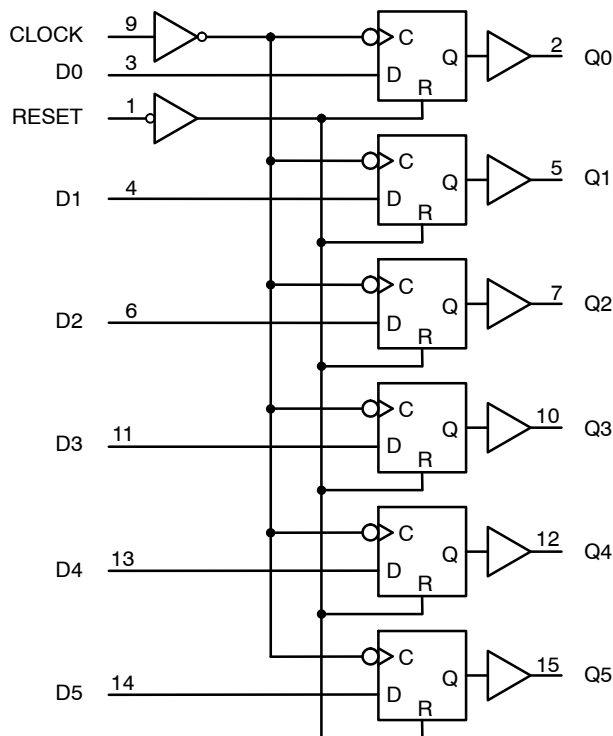 CLOCK 9 C Q 2 Q0
D0 3 D
RESET 1 R
C Q 5 Q1
D1 4 D
R
C Q 7 Q2
D2 6 D
R
C Q 10 Q3
D3 11 D
R
C Q 12 Q4
D4 13 D
R
C Q 15 Q5
D5 14 D
R